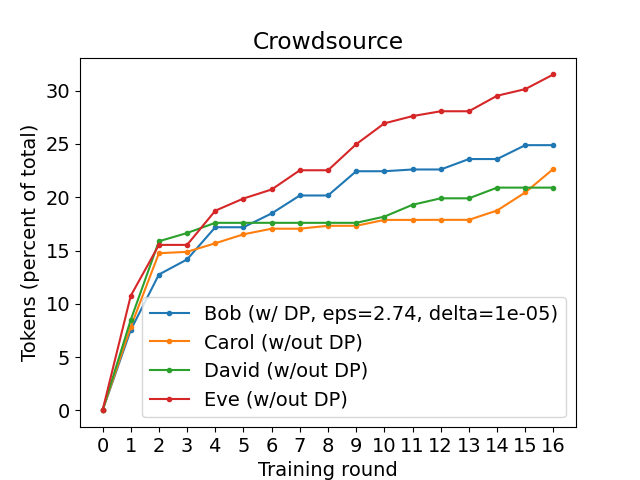 Crowdsource
Tokens (percent of total)
30
25
20
15
10
5
0
Bob (w/ DP, eps=2.74, delta=1e-05)
Carol (w/out DP)
David (w/out DP)
Eve (w/out DP)
0 1 2 3 4 5 6 7 8 9 10 11 12 13 14 15 16
Training round